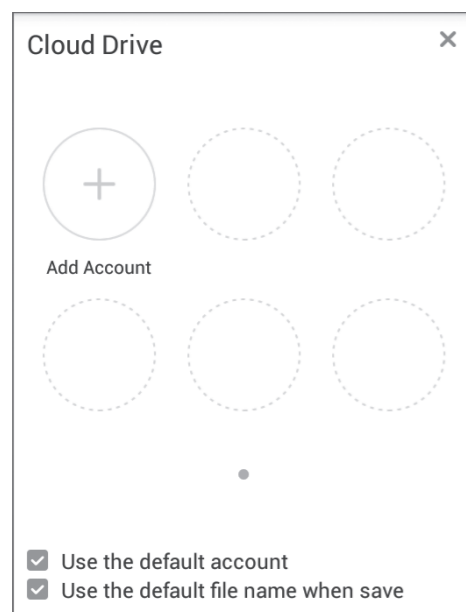 Cloud Drive
Add Account
Use the default account
Use the default file name when save